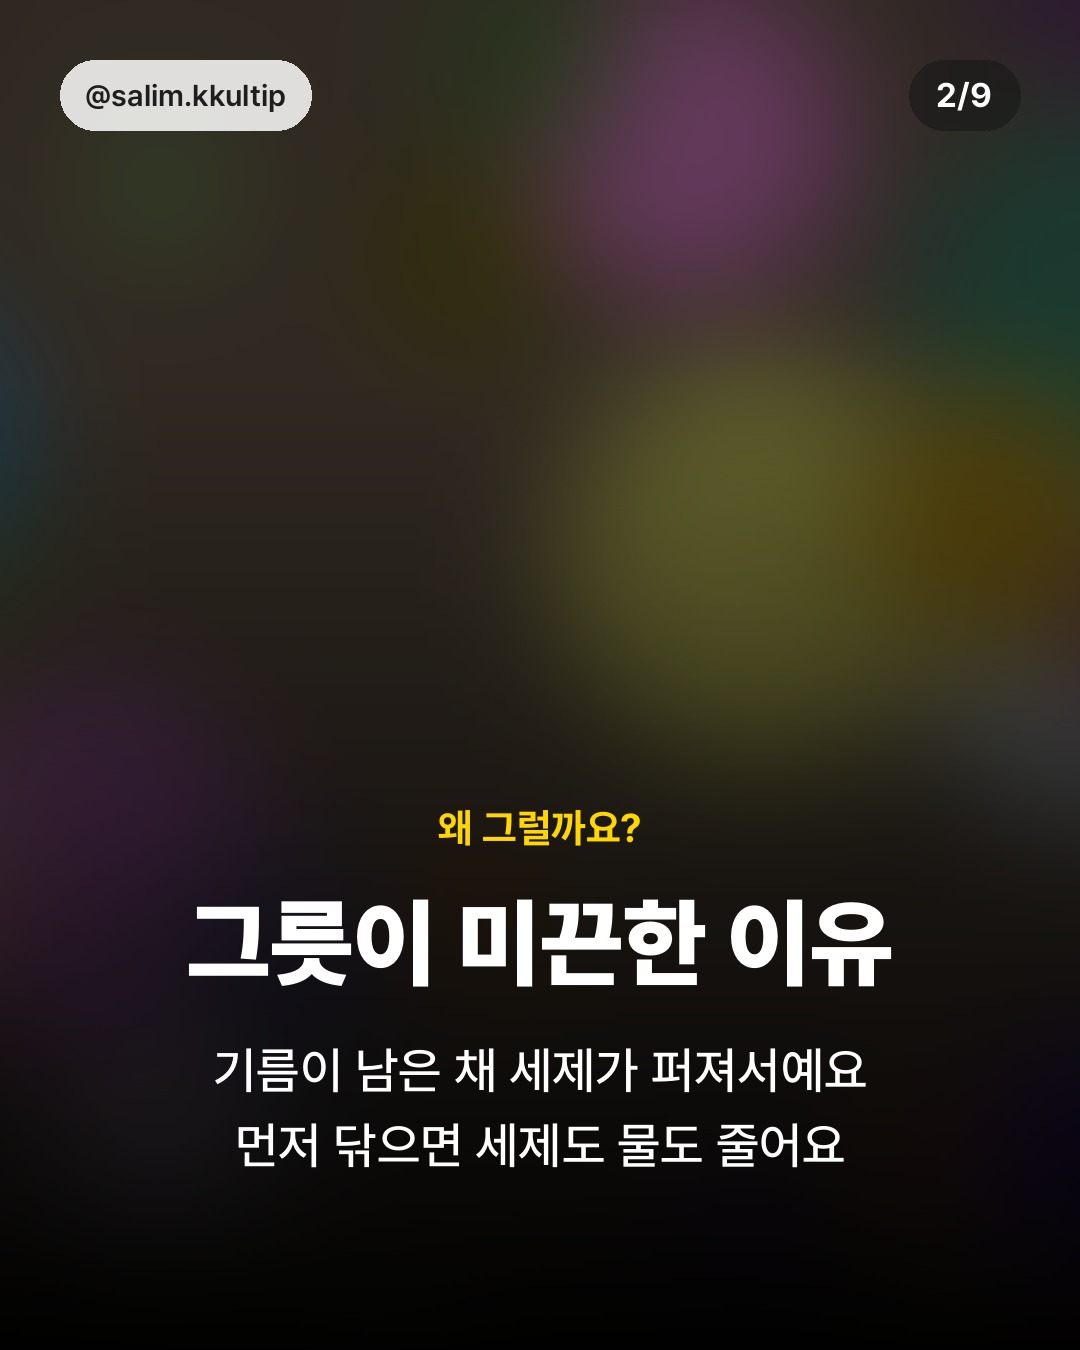 @salim.kkultip
2/9
왜 그럴까요?
그릇이 미끈한 이유
기름이 남은 채 세제가 퍼져서예요
먼저 닦으면 세제도 물도 줄어요